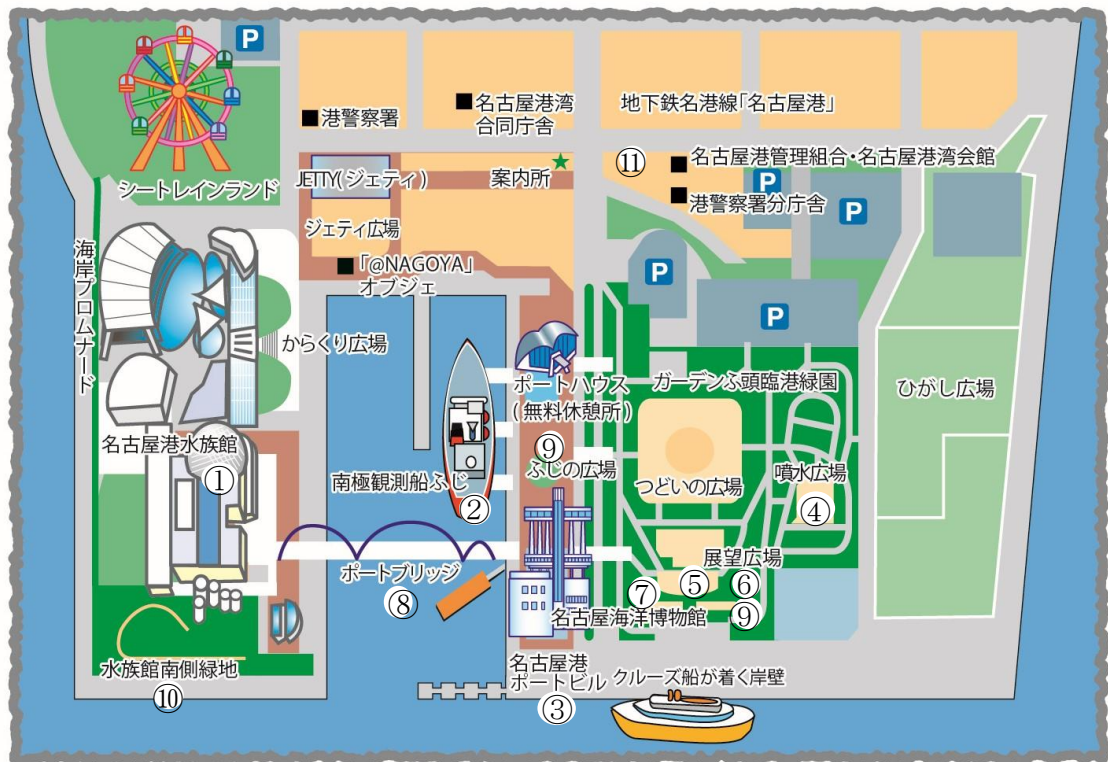 P
港警察署
名古屋港湾
合同庁舎
地下鉄名港線「名古屋港」
シートレインランド
JETTY(ジェティ)
案内所
⑪
名古屋港管理組合・名古屋港湾会館
P
港警察署分庁舎
P
ジェティ広場
海岸プロムナード
「@NAGOYA」
オブジェ
P
P
からくり広場
ポートハウス
(無料休憩所)
ガーデンふ頭臨港緑園
ひがし広場
名古屋港水族館
①
南極観測船ふじ
②
⑨
ふじの広場
つどいの広場
噴水広場
④
展望広場
ポートブリッジ
⑧
⑦
⑤
⑥
名古屋海洋博物館
⑨
水族館南側緑地
⑩
名古屋港
ポートビル
③
クルーズ船が着く岸壁